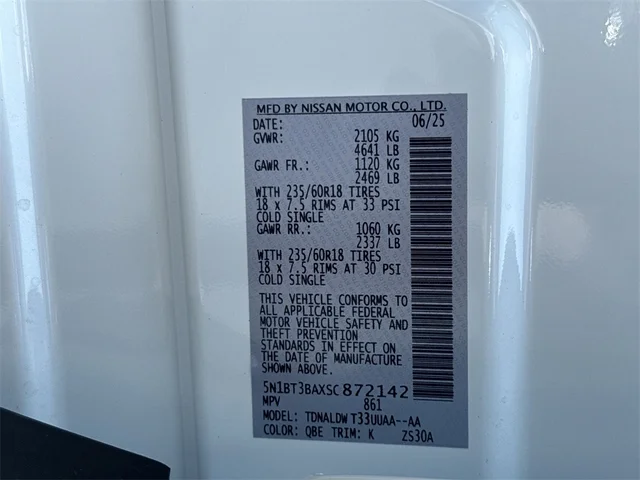 MFD BY NISSAN MOTOR CO., LTD.
DATE: 06/25
GVWR: 2105 KG
4641 LB
GAWR FR.: 1120 KG
2469 LB
WITH 235/60R18 TIRES
18 x 7.5 RIMS AT 33 PSI
COLD SINGLE
GAWR RR.: 1060 KG
2337 LB
WITH 235/60R18 TIRES
18 x 7.5 RIMS AT 30 PSI
COLD SINGLE
THIS VEHICLE CONFORMS TO
ALL APPLICABLE FEDERAL
MOTOR VEHICLE SAFETY AND
THEFT PREVENTION
STANDARDS IN EFFECT ON
THE DATE OF MANUFACTURE
SHOWN ABOVE.
5N1BT3BAXSC872142
MPV 861
MODEL: TDNALDW T33UUAA--AA
COLOR: QBE TRIM: K ZS30A